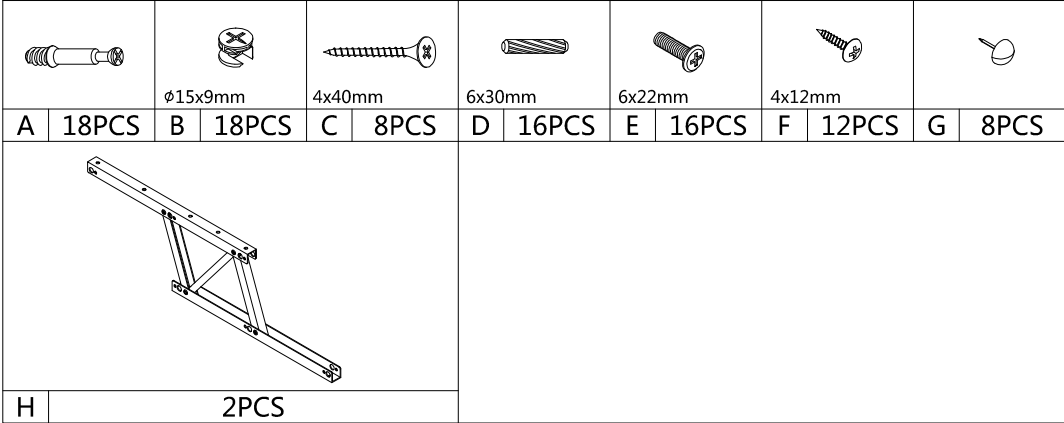 ϕ15x9mm 4x40mm 6x30mm 6x22mm 4x12mm
A 18PCS B 18PCS C 8PCS D 16PCS E 16PCS F 12PCS G 8PCS
H 2PCS